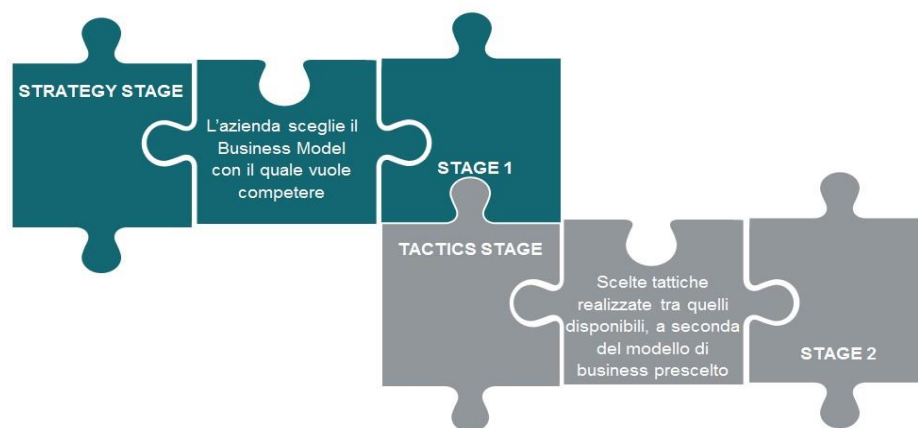 STRATEGY STAGE
L'azienda sceglie il
Business Model
con il quale vuole
competere
STAGE 1
TACTICS STAGE
Scelte tattiche
realizzate tra quelli
disponibili, a seconda
del modello di
business prescelto
STAGE 2